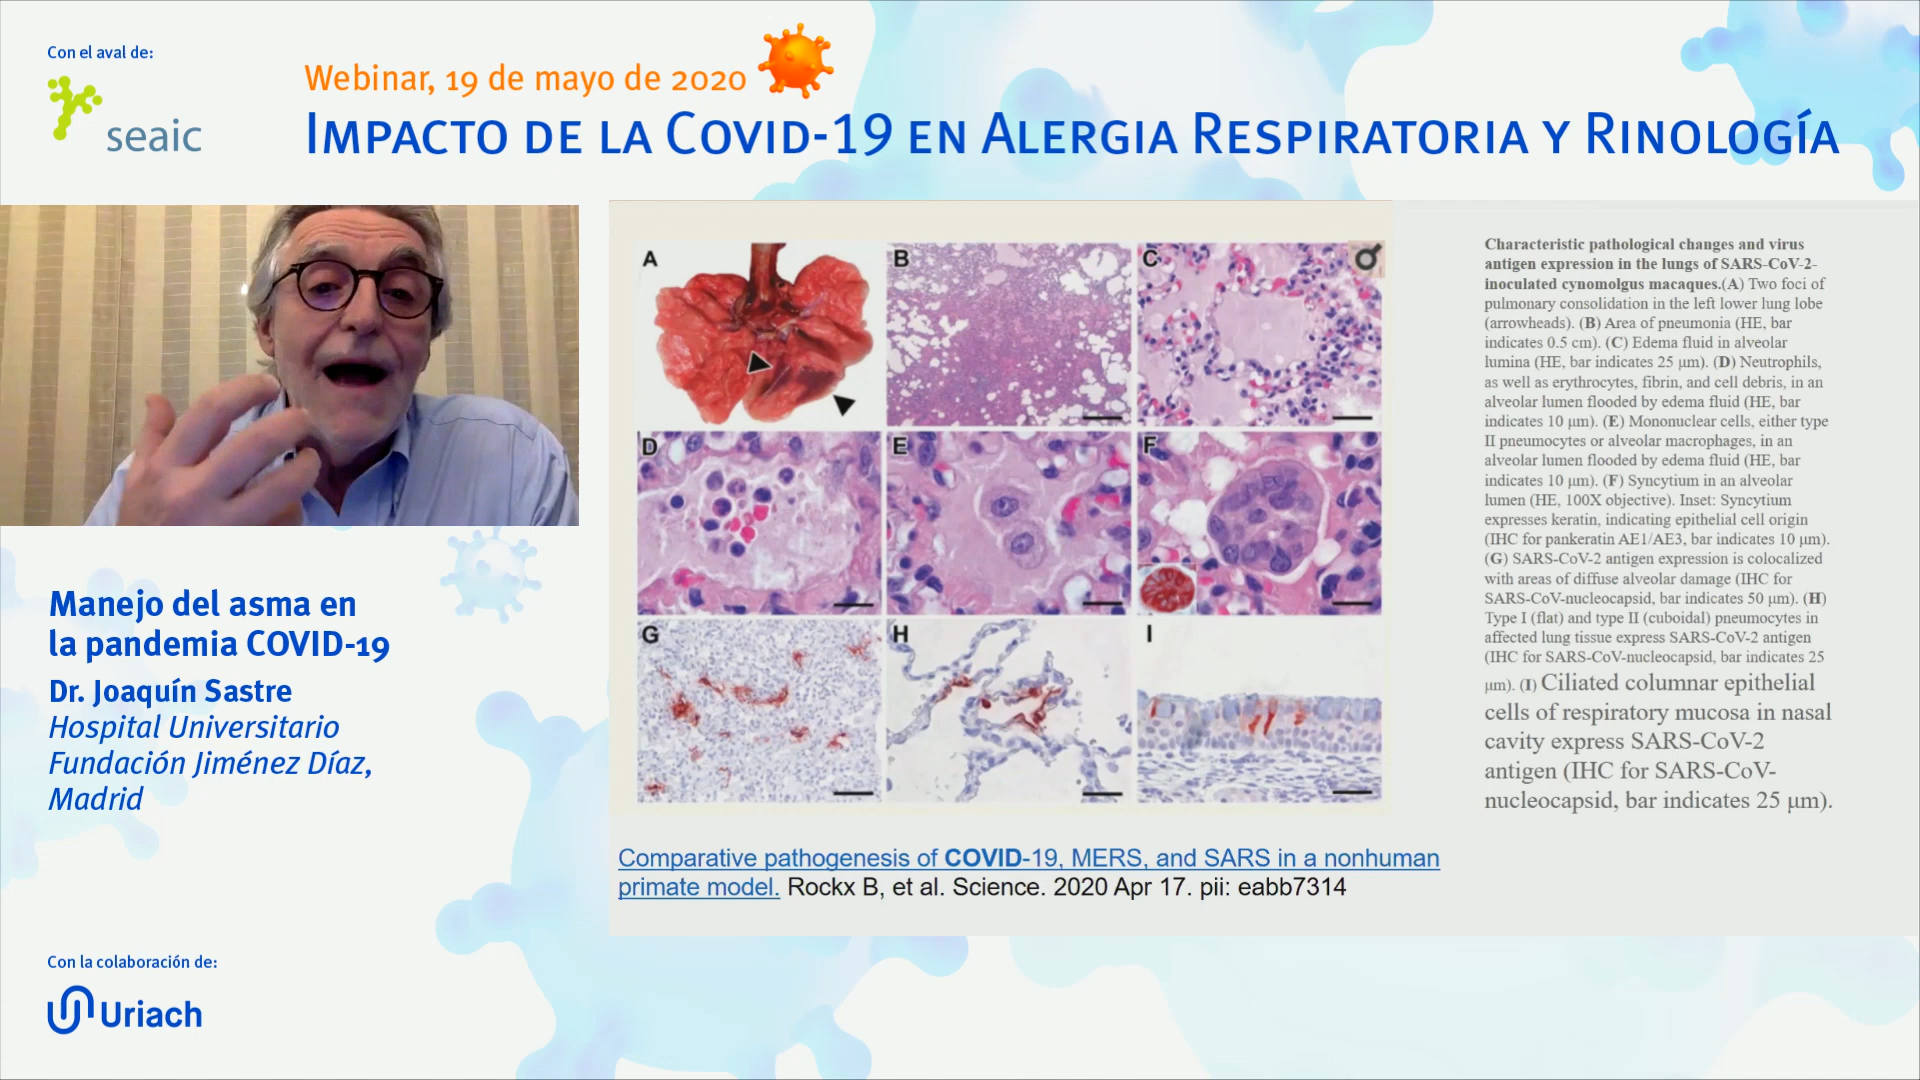 Con el aval de:
seaic
Webinar, 19 de mayo de 2020
Impacto de la Covid-19 en Alergia Respiratoria y Rinología
A
B
C
D
E
F
G
H
I
Characteristic pathological changes and virus
antigen expression in the lungs of SARS-CoV-2-
inoculated cynomolgus macaques.(A) Two foci of
pulmonary consolidation in the left lower lung lobe
(arrowheads). (B) Area of pneumonia (HE, bar
indicates 0.5 cm). (C) Edema fluid in alveolar
lumina (HE, bar indicates 25 μm). (D) Neutrophils,
as well as erythrocytes, fibrin, and cell debris, in an
alveolar lumen flooded by edema fluid (HE, bar
indicates 10 μm). (E) Mononuclear cells, either type
II pneumocytes or alveolar macrophages, in an
alveolar lumen flooded by edema fluid (HE, bar
indicates 10 μm). (F) Syncytium in an alveolar
lumen (HE, 100X objective). Inset: Syncytium
expresses keratin, indicating epithelial cell origin
(IHC for pankeratin AE1/AE3, bar indicates 10 μm).
(G) SARS-CoV-2 antigen expression is colocalized
with areas of diffuse alveolar damage (IHC for
SARS-CoV-nucleocapsid, bar indicates 50 μm). (H)
Type I (flat) and type II (cuboidal) pneumocytes in
affected lung tissue express SARS-CoV-2 antigen
(IHC for SARS-CoV-nucleocapsid, bar indicates 25
μm). (I) Ciliated columnar epithelial
cells of respiratory mucosa in nasal
cavity express SARS-CoV-2
antigen (IHC for SARS-CoV-
nucleocapsid, bar indicates 25 μm).
Comparative pathogenesis of COVID-19, MERS, and SARS in a nonhuman
primate model. Rockx B, et al. Science. 2020 Apr 17. pii: eabb7314
Manejo del asma en
la pandemia COVID-19
Dr. Joaquín Sastre
Hospital Universitario
Fundación Jiménez Díaz,
Madrid
Con la colaboración de:
Uriach